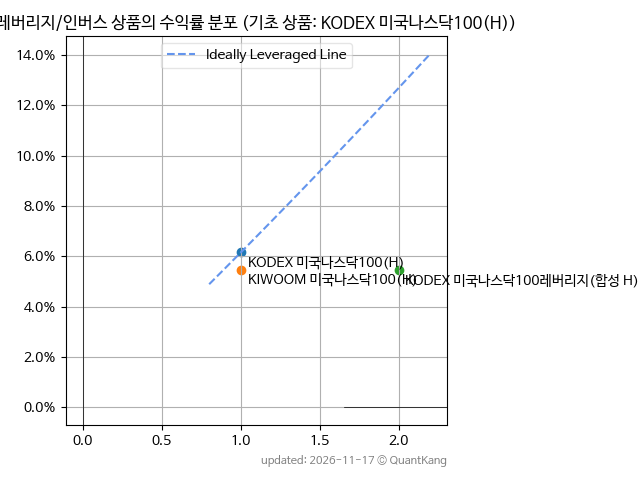 레버리지/인버스 상품의 수익률 분포 (기초 상품: KODEX 미국나스닥100(H))
Ideally Leveraged Line
14.0%
12.0%
10.0%
8.0%
6.0%
4.0%
2.0%
0.0%
KODEX 미국나스닥100(H)
KIWOOM 미국나스닥100(H)
KODEX 미국나스닥100레버리지(합성 H)
0.0
0.5
1.0
1.5
2.0
updated: 2026-11-17 © QuantKang